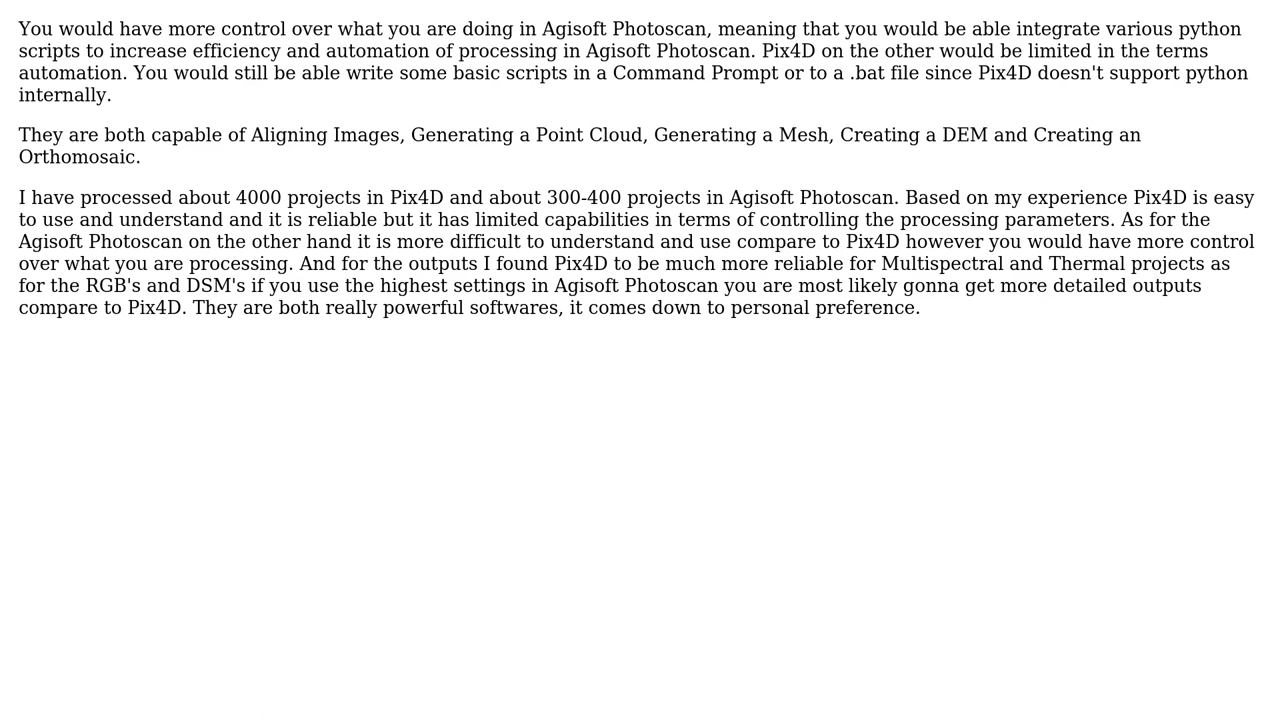 You would have more control over what you are doing in Agisoft Photoscan, meaning that you would be able integrate various python
scripts to increase efficiency and automation of processing in Agisoft Photoscan. Pix4D on the other would be limited in the terms
automation. You would still be able write some basic scripts in a Command Prompt or to a .bat file since Pix4D doesn't support python
internally.
They are both capable of Aligning Images, Generating a Point Cloud, Generating a Mesh, Creating a DEM and Creating an
Orthomosaic.
I have processed about 4000 projects in Pix4D and about 300-400 projects in Agisoft Photoscan. Based on my experience Pix4D is easy
to use and understand and it is reliable but it has limited capabilities in terms of controlling the processing parameters. As for the
Agisoft Photoscan on the other hand it is more difficult to understand and use compare to Pix4D however you would have more control
over what you are processing. And for the outputs I found Pix4D to be much more reliable for Multispectral and Thermal projects as
for the RGB's and DSM's if you use the highest settings in Agisoft Photoscan you are most likely gonna get more detailed outputs
compare to Pix4D. They are both really powerful softwares, it comes down to personal preference.